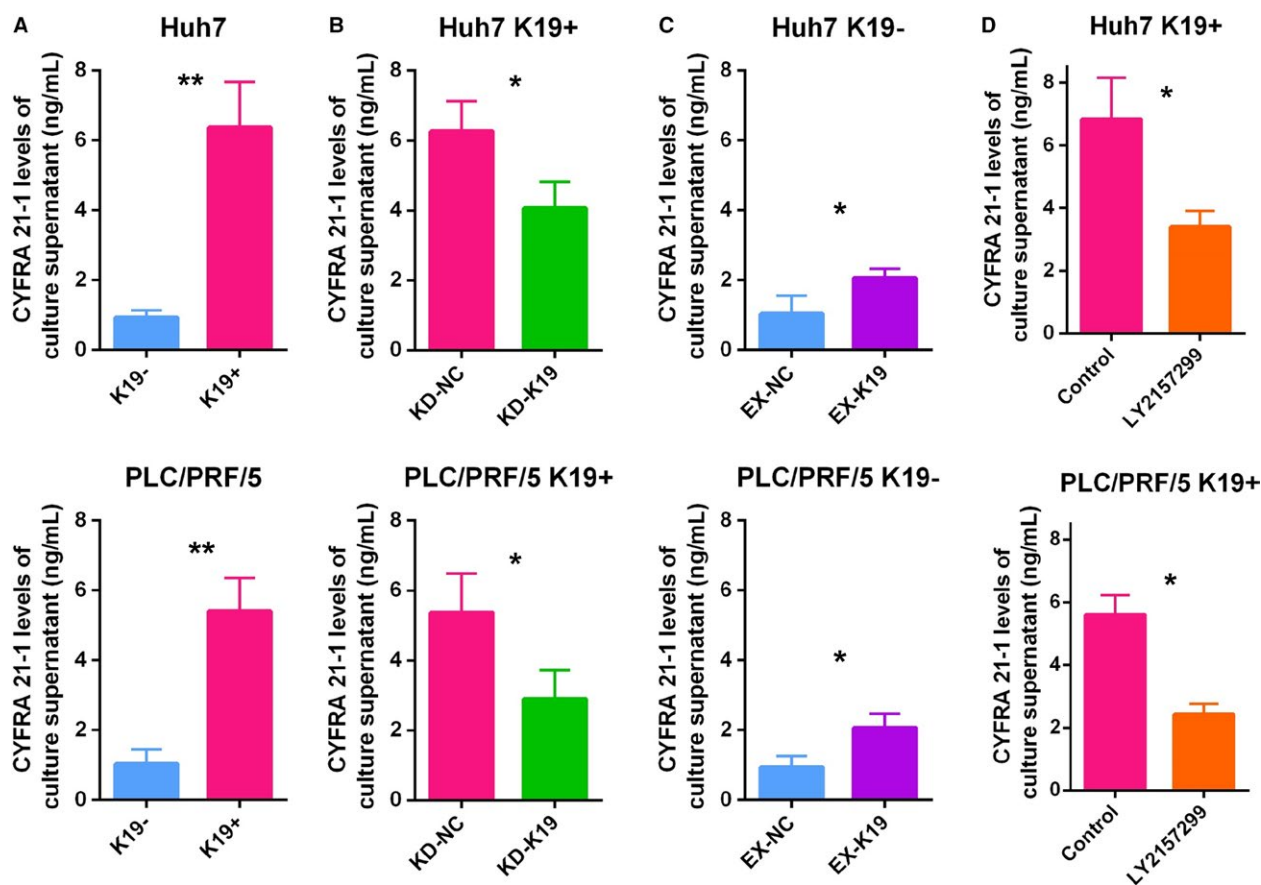 A
Huh7
CYFRA 21-1 levels of
culture supernatant (ng/mL)
8
6
4
2
0
**
K19-
K19+
B
Huh7 K19+
CYFRA 21-1 levels of
culture supernatant (ng/mL)
8
6
4
2
0
*
KD-NC
KD-K19
C
Huh7 K19-
CYFRA 21-1 levels of
culture supernatant (ng/mL)
8
6
4
2
0
*
EX-NC
EX-K19
D
Huh7 K19+
CYFRA 21-1 levels of
culture supernatant (ng/mL)
8
6
4
2
0
*
Control
LY2157299
PLC/PRF/5
CYFRA 21-1 levels of
culture supernatant (ng/mL)
8
6
4
2
0
**
K19-
K19+
PLC/PRF/5 K19+
CYFRA 21-1 levels of
culture supernatant (ng/mL)
8
6
4
2
0
*
KD-NC
KD-K19
PLC/PRF/5 K19-
CYFRA 21-1 levels of
culture supernatant (ng/mL)
8
6
4
2
0
*
EX-NC
EX-K19
PLC/PRF/5 K19+
CYFRA 21-1 levels of
culture supernatant (ng/mL)
8
6
4
2
0
*
Control
LY2157299